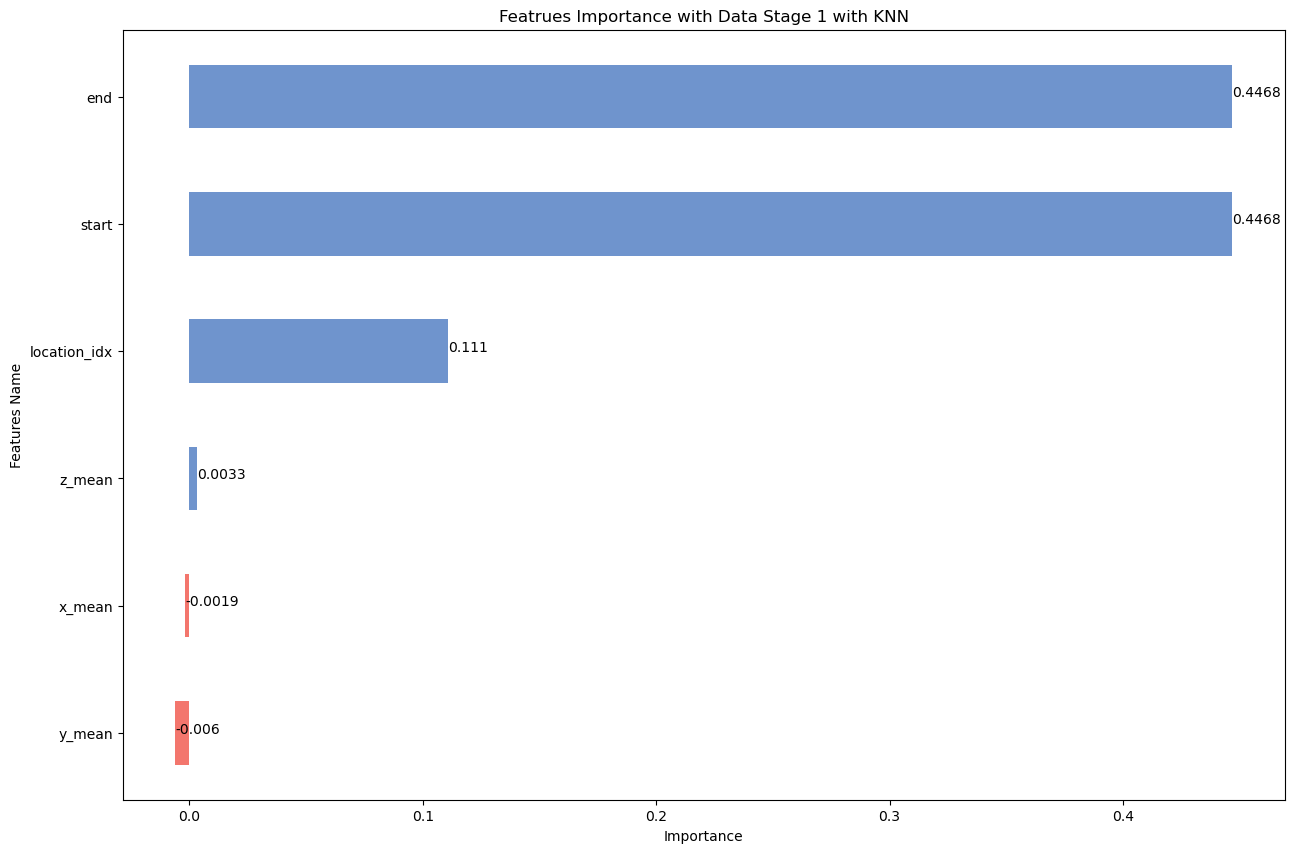 Featrues Importance with Data Stage 1 with KNN
end
0.4468
start
0.4468
location_idx
0.111
Features Name
z_mean
0.0033
x_mean
-0.0019
y_mean
-0.006
0.0 0.1 0.2 0.3 0.4
Importance